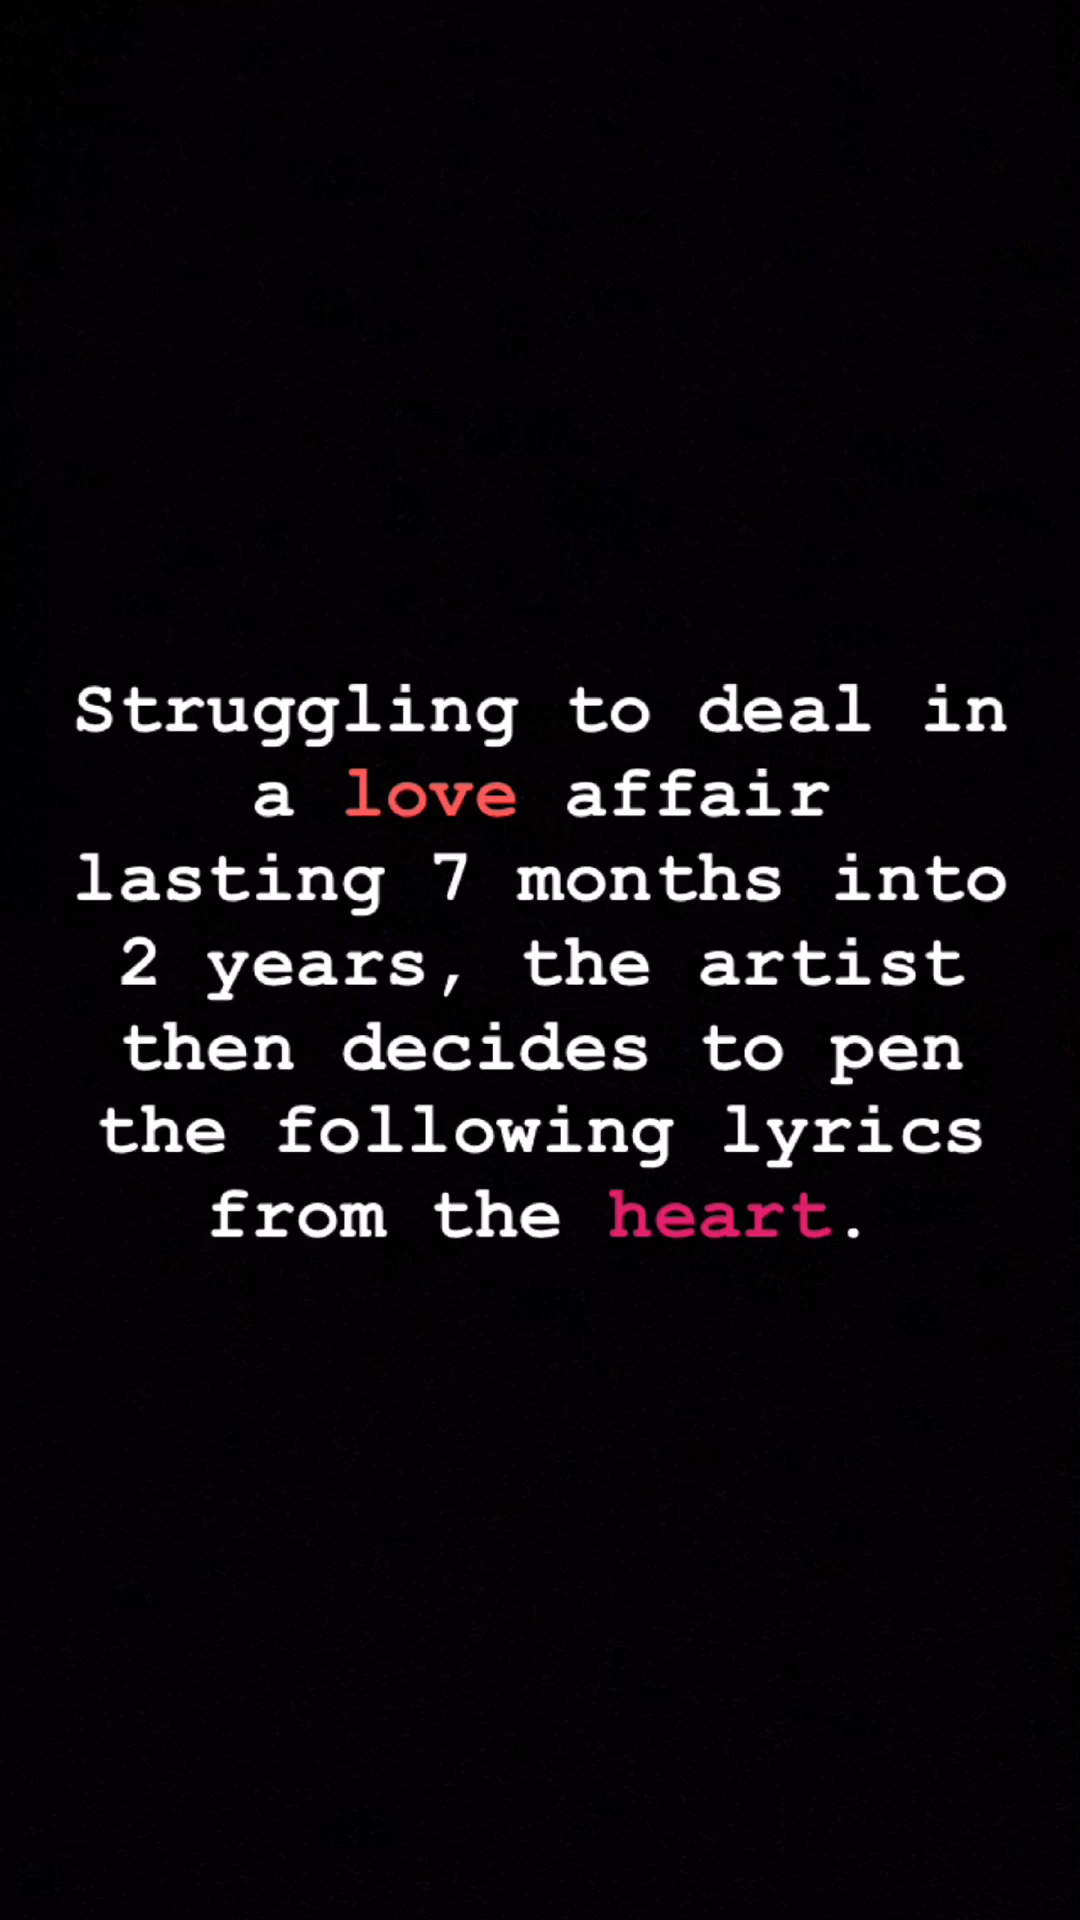 Struggling to deal in
a love affair
lasting 7 months into
2 years, the artist
then decides to pen
the following lyrics
from the heart.